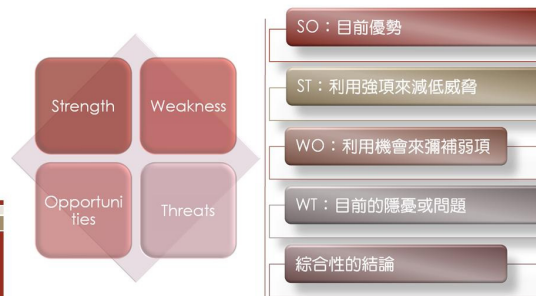 Strength
Weakness
Opportuni
ties
Threats
SO：目前優勢
ST：利用強項來減低威脅
WO：利用機會來彌補弱項
WT：目前的隱憂或問題
綜合性的結論